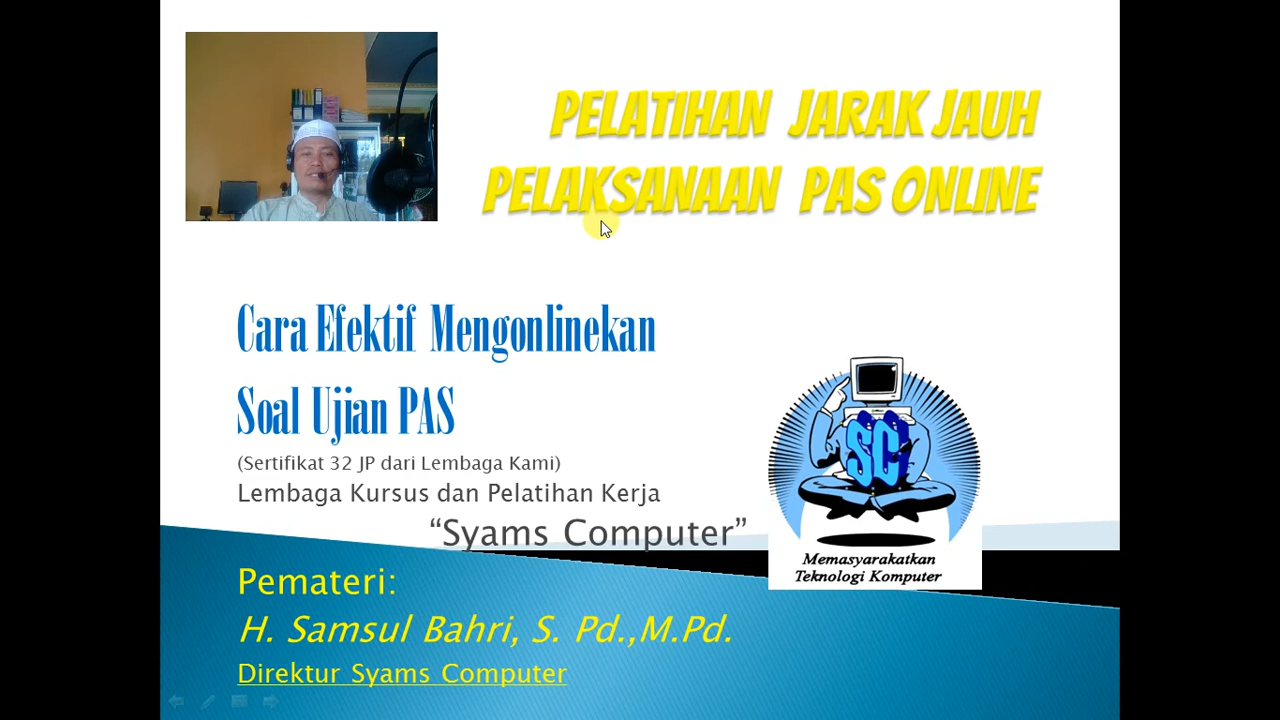 PELATIHAN JARAK JAUH
PELAKSANAAN PAS ONLINE
Cara Efektif Mengonlinekan
Soal Ujian PAS
(Sertifikat 32 JP dari Lembaga Kami)
Lembaga Kursus dan Pelatihan Kerja
“Syams Computer”
SC
Memasyarakatkan
Teknologi Komputer
Pemateri:
H. Samsul Bahri, S. Pd.,M.Pd.
Direktur Syams Computer